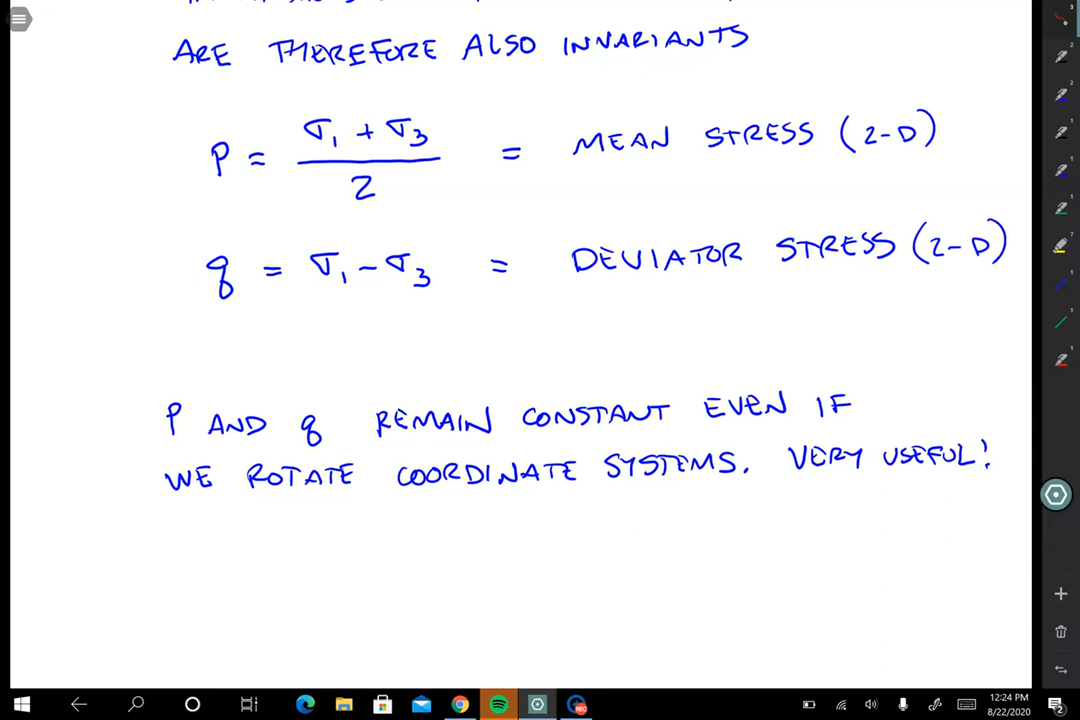 ARE THEREFORE ALSO INVARIANTS
P = σ₁ + σ₃ / 2 = MEAN STRESS (2-D)
q = σ₁ - σ₃ = DEVIATOR STRESS (2-D)
P AND q REMAIN CONSTANT EVEN IF
WE ROTATE COORDINATE SYSTEMS. VERY USEFUL!
12:24 PM
8/22/2020